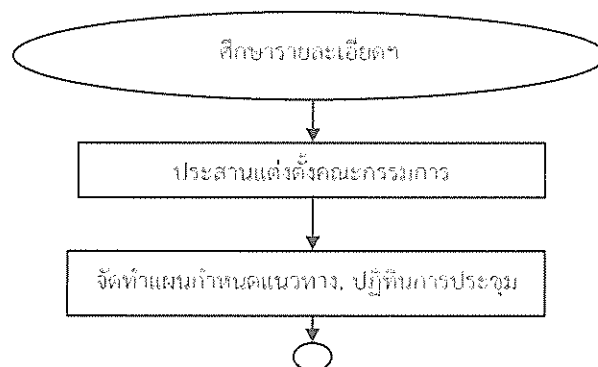 ศึกษารายละเอียดฯ
ประสานแต่งตั้งคณะกรรมการ
จัดทำแผนกำหนดแนวทาง, ปฏิทินการประชุม